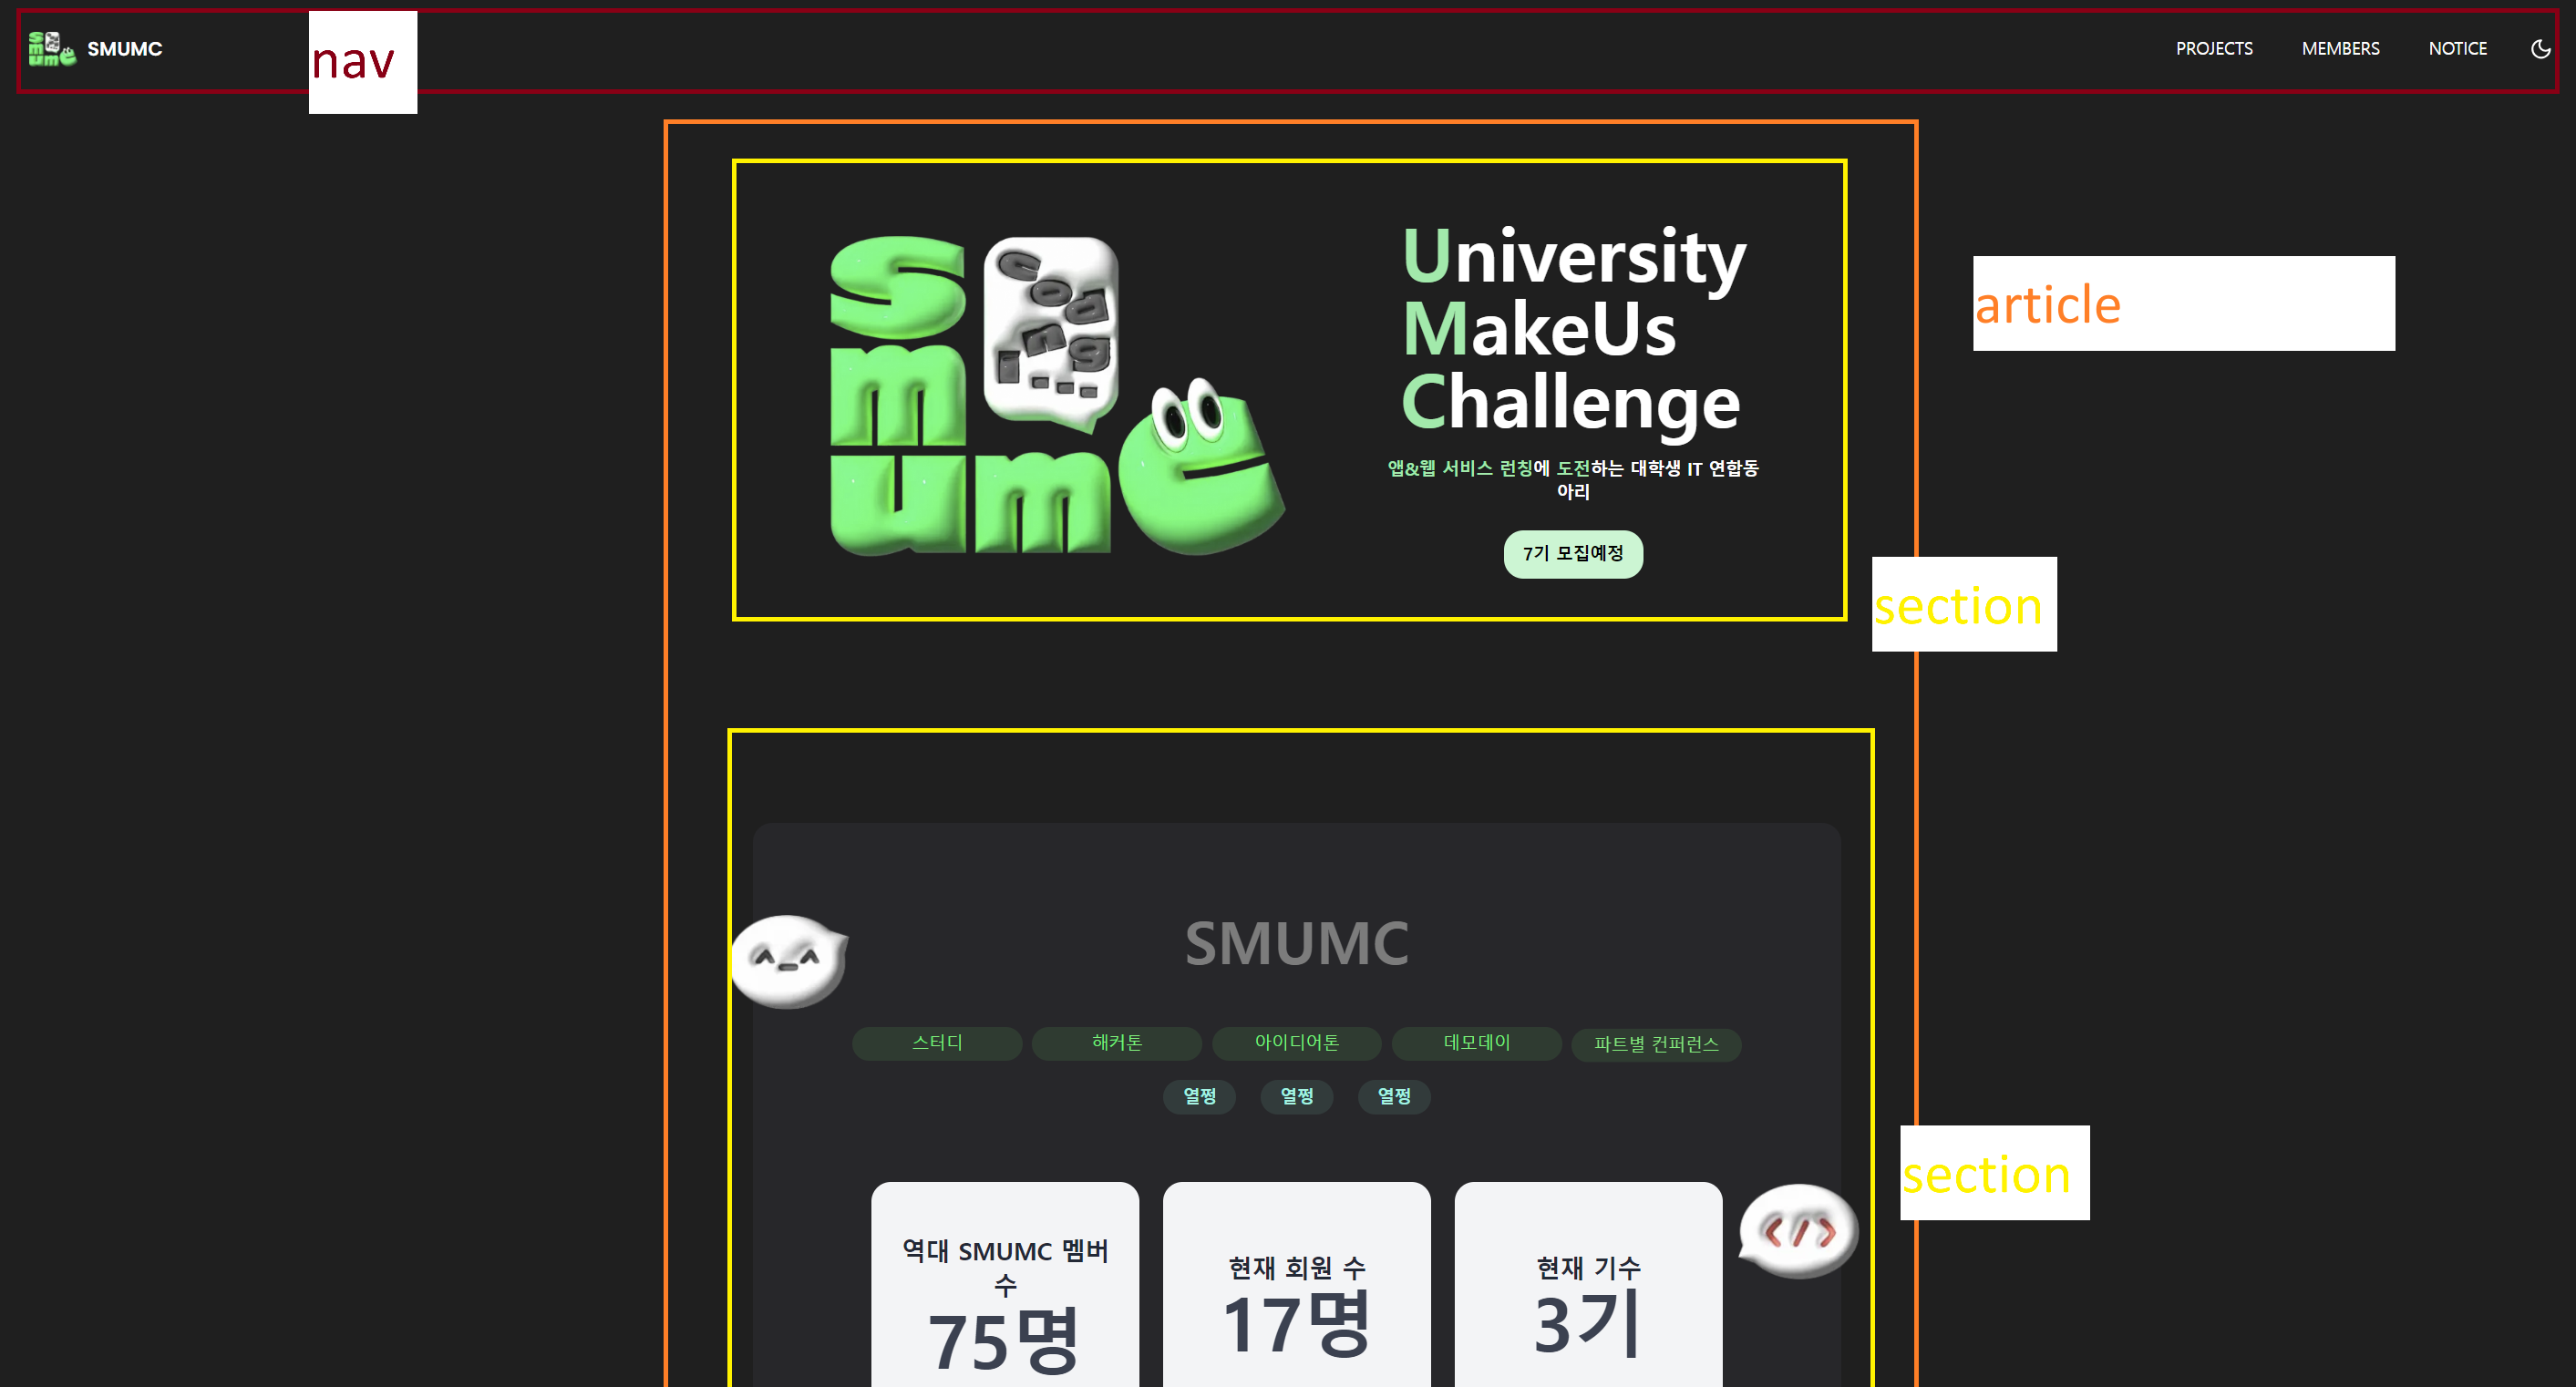 SMUMC
nav
PROJECTS
MEMBERS
NOTICE
article
smume
Coding
....
University
MakeUs
Challenge
앱&웹 서비스 런칭에 도전하는 대학생 IT 연합동
아리
7기 모집예정
section
SMUMC
^_^
스터디
해커톤
아이디어톤
데모데이
파트별 컨퍼런스
열쩡
열쩡
열쩡
section
</>
역대 SMUMC 멤버
수
75명
현재 회원 수
17명
현재 기수
3기